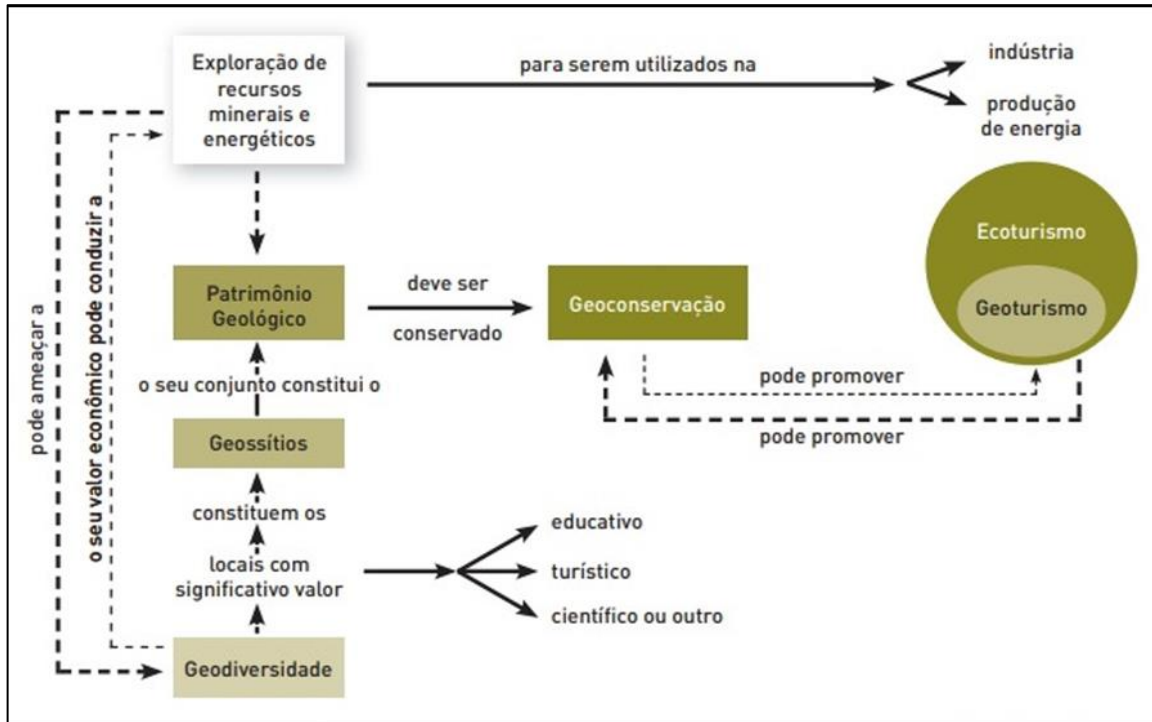 Exploração de
recursos
minerais e
energéticos
para serem utilizados na
indústria
produção
de energia
Ecoturismo
Geoturismo
Patrimônio
Geológico
deve ser
conservado
Geoconservação
pode promover
pode promover
o seu conjunto constitui o
Geossítios
constituem os
locais com
significativo valor
educativo
turístico
científico ou outro
Geodiversidade
pode ameaçar a
o seu valor econômico pode conduzir a